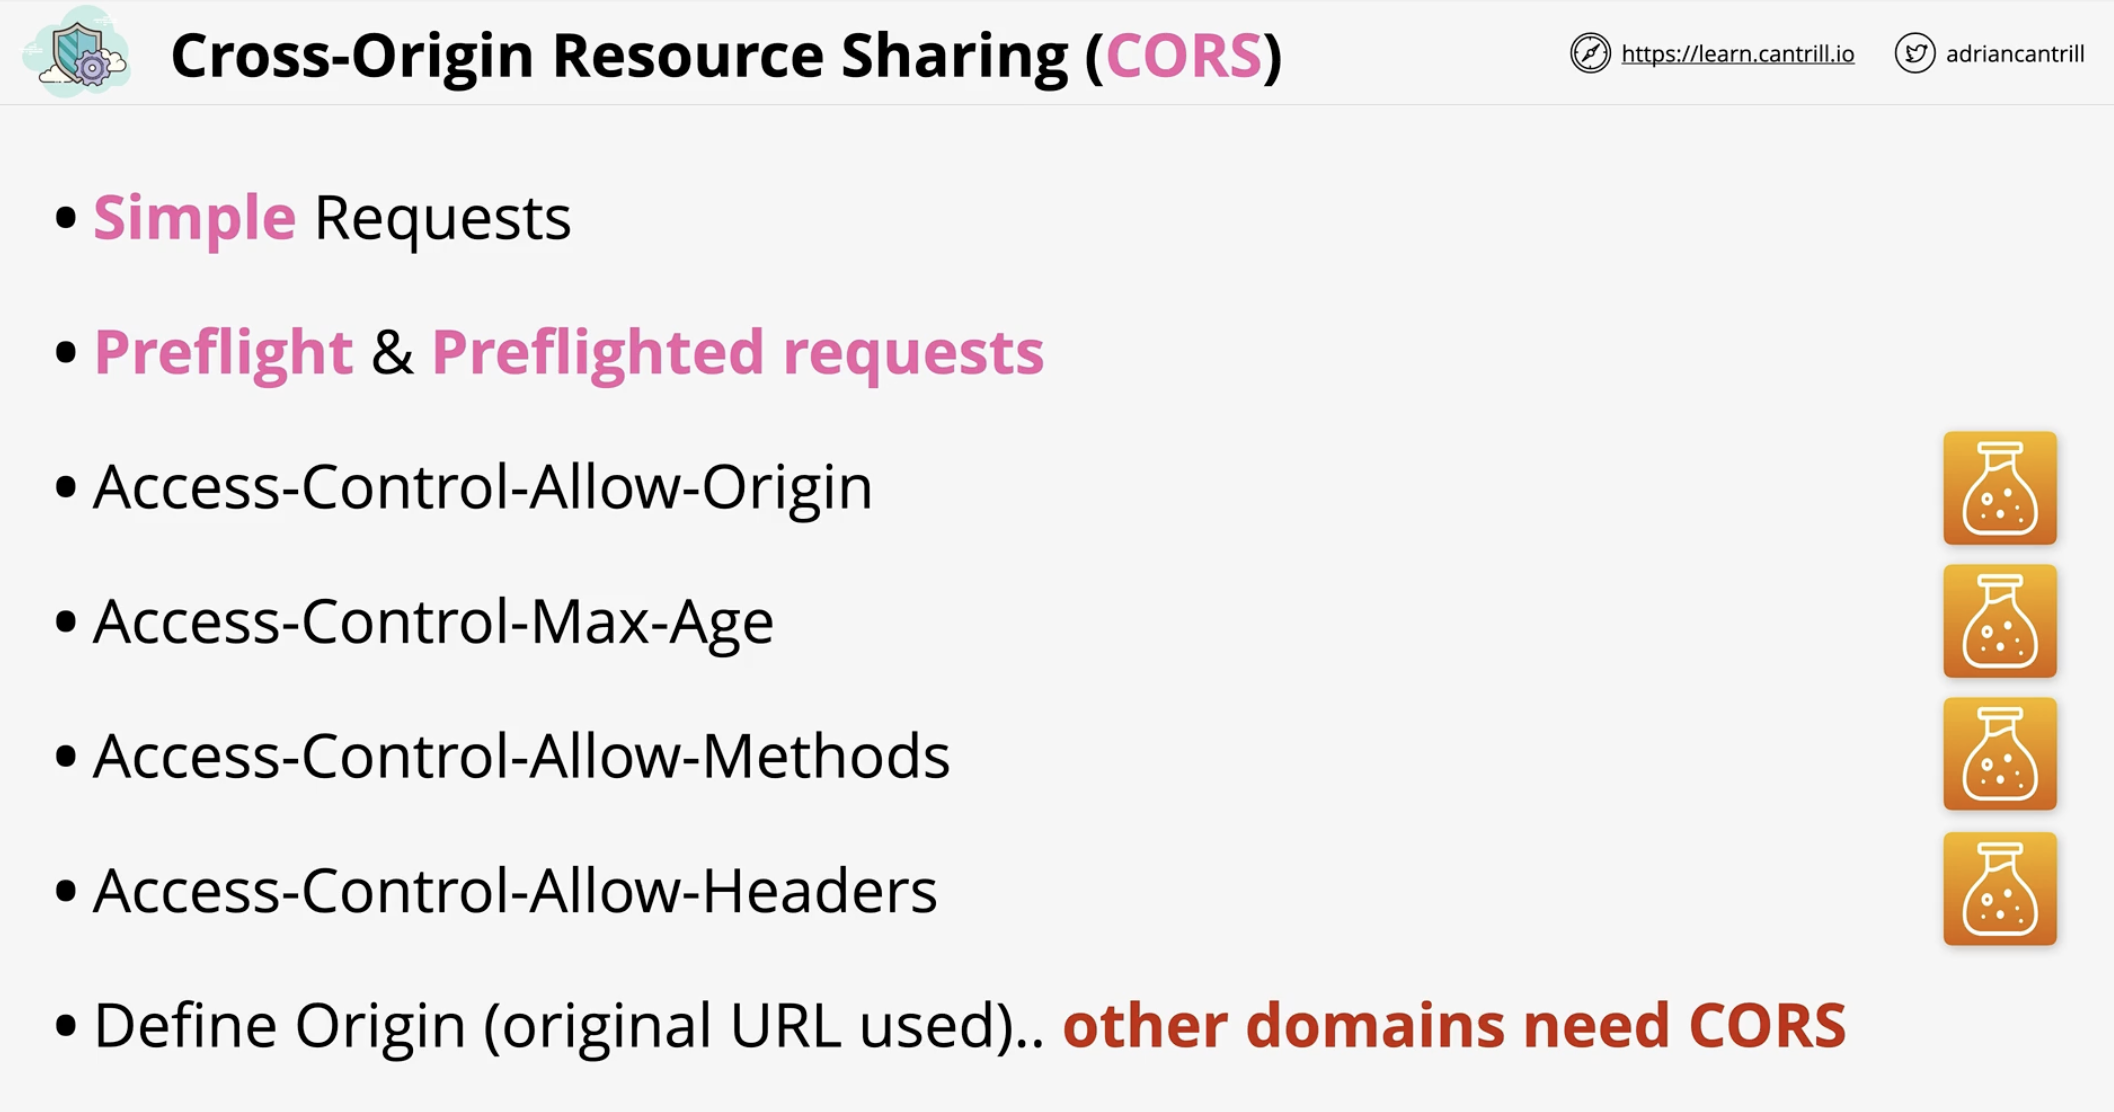 Cross-Origin Resource Sharing (CORS)
https://learn.cantrill.io
adriancantrill
• Simple Requests
• Preflight & Preflighted requests
• Access-Control-Allow-Origin
• Access-Control-Max-Age
• Access-Control-Allow-Methods
• Access-Control-Allow-Headers
• Define Origin (original URL used).. other domains need CORS